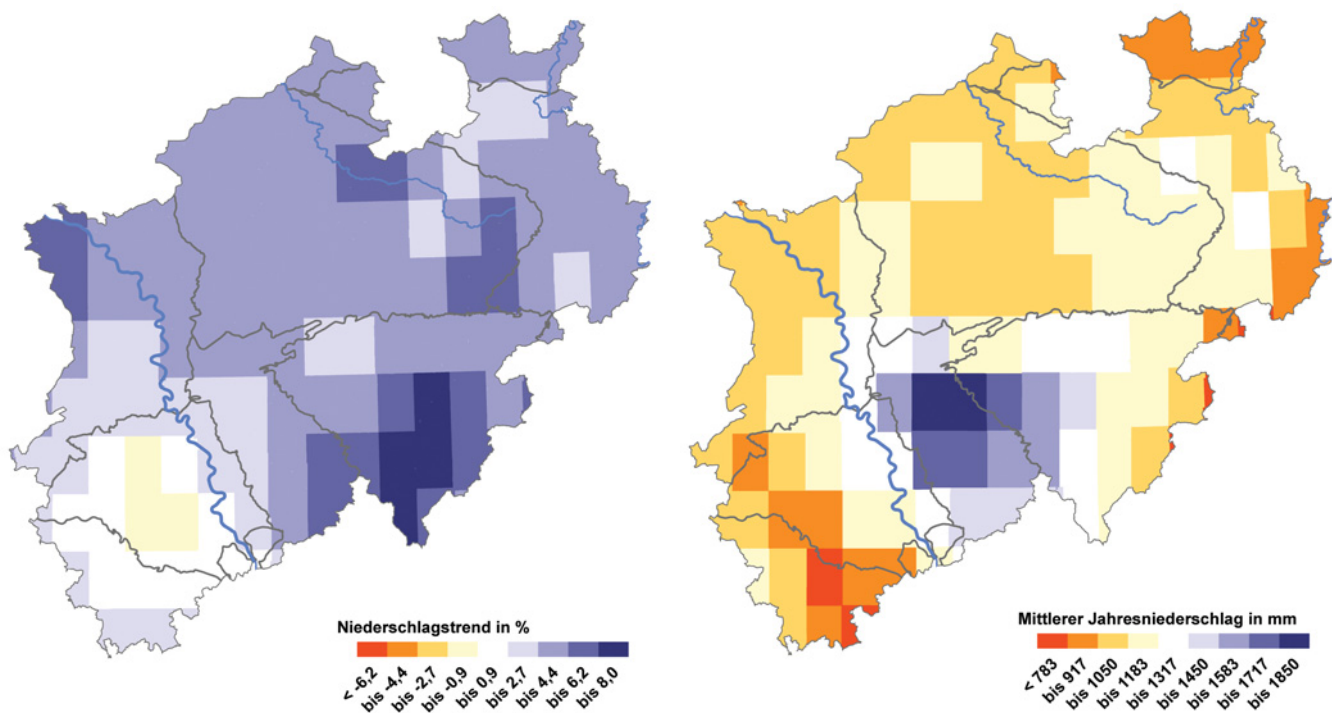 Niederschlagstrend in %
< -6,2
bis -4,4
bis -2,7
bis -0,9
bis 0,9
bis 2,7
bis 4,4
bis 6,2
bis 8,0
Mittlerer Jahresniederschlag in mm
< 783
bis 917
bis 1050
bis 1183
bis 1317
bis 1450
bis 1583
bis 1717
bis 1850